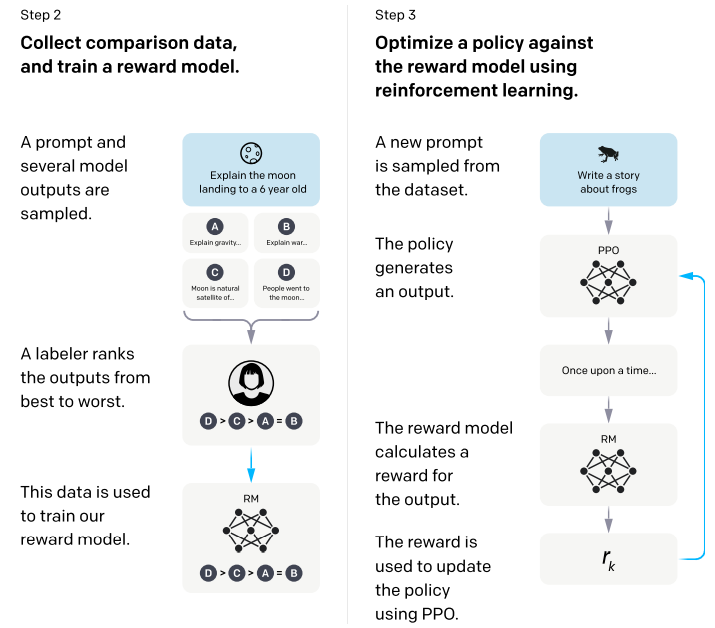 Step 2
Collect comparison data,
and train a reward model.
A prompt and
several model
outputs are
sampled.
Explain the moon
landing to a 6 year old
A
Explain gravity...
B
Explain war...
C
Moon is natural
satellite of...
D
People went to
the moon...
A labeler ranks
the outputs from
best to worst.
D > C > A = B
This data is used
to train our
reward model.
RM
D > C > A = B
Step 3
Optimize a policy against
the reward model using
reinforcement learning.
A new prompt
is sampled from
the dataset.
Write a story
about frogs
The policy
generates
an output.
PPO
Once upon a time...
The reward model
calculates a
reward for
the output.
RM
The reward is
used to update
the policy
using PPO.
rk